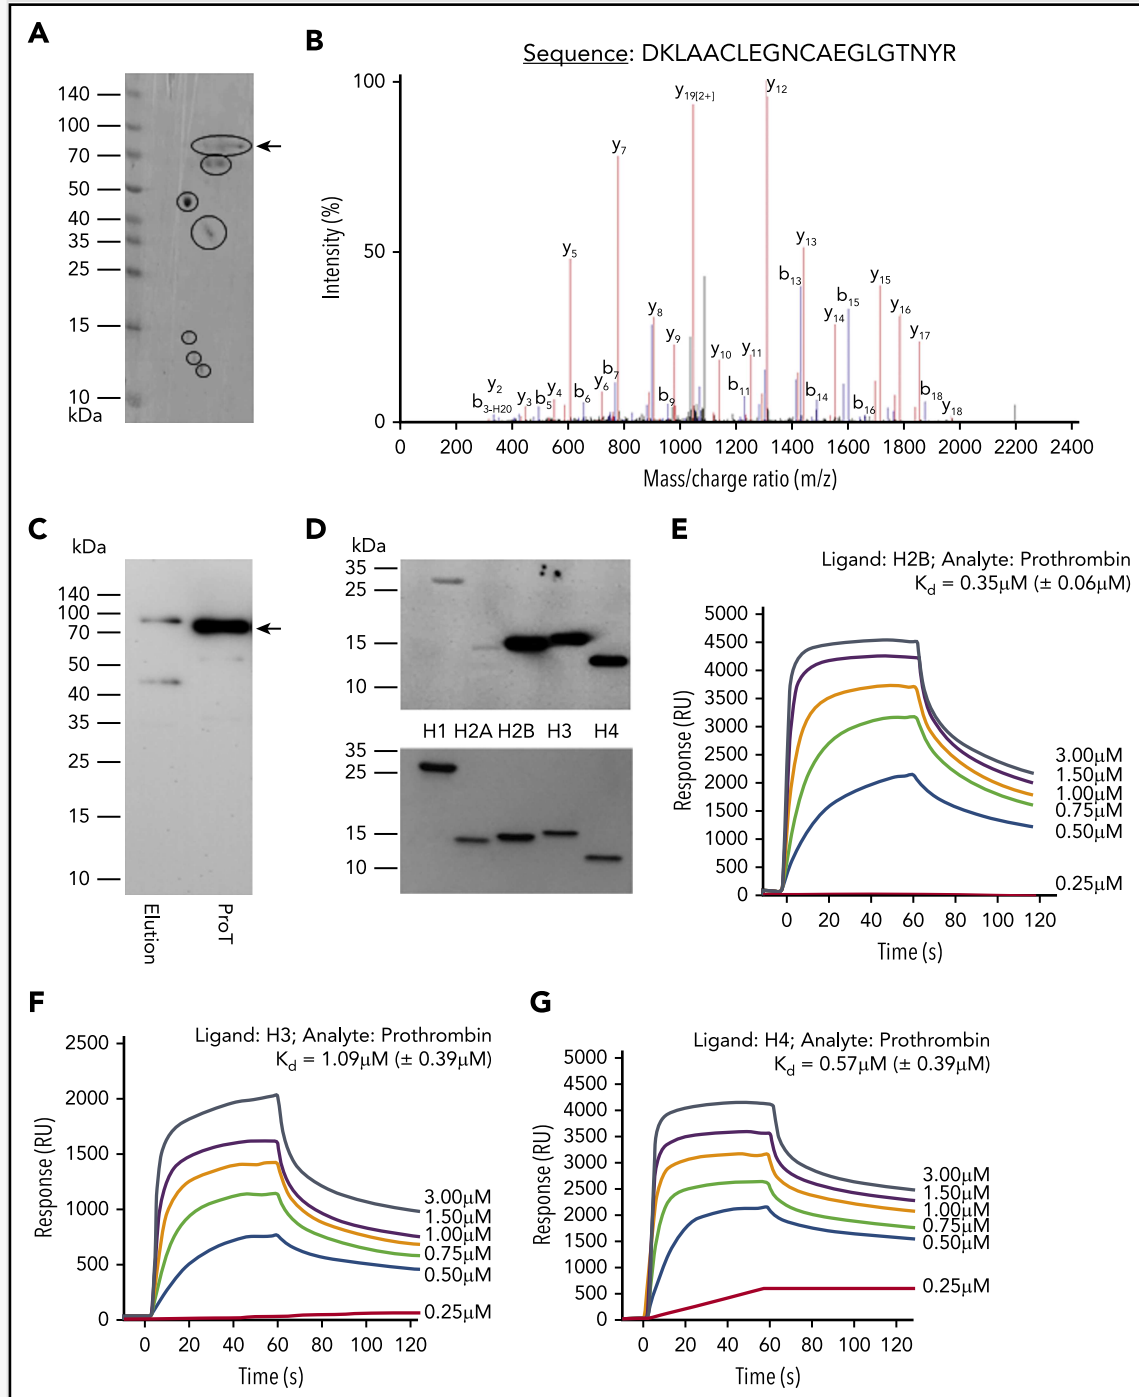 A
140
100
70
50
40
35
25
15
10
kDa
B
Sequence: DKLAACLEGNCAEGLGTNYR
100
50
0
Intensity (%)
y2
b3-H20
y3
b5
y4
y5
b6
y6
b7
y7
y8
b9
y9
y19[2+]
y10
b11
y11
y12
b13
y13
b14
y14
b15
b16
y15
y16
y17
b18
y18
0 200 400 600 800 1000 1200 1400 1600 1800 2000 2200 2400
Mass/charge ratio (m/z)
C
kDa
140
100
70
50
40
35
25
15
10
Elution
ProT
D
kDa
35
25
15
10
H1 H2A H2B H3 H4
35
25
15
10
E
Ligand: H2B; Analyte: Prothrombin
Kd = 0.35μM (± 0.06μM)
5000
4500
4000
3500
3000
2500
2000
1500
1000
500
0
Response (RU)
3.00μM
1.50μM
1.00μM
0.75μM
0.50μM
0.25μM
0 20 40 60 80 100 120
Time (s)
F
Ligand: H3; Analyte: Prothrombin
Kd = 1.09μM (± 0.39μM)
2500
2000
1500
1000
500
0
Response (RU)
3.00μM
1.50μM
1.00μM
0.75μM
0.50μM
0.25μM
0 20 40 60 80 100 120
Time (s)
G
Ligand: H4; Analyte: Prothrombin
Kd = 0.57μM (± 0.39μM)
5000
4500
4000
3500
3000
2500
2000
1500
1000
500
0
Response (RU)
3.00μM
1.50μM
1.00μM
0.75μM
0.50μM
0.25μM
0 20 40 60 80 100 120
Time (s)